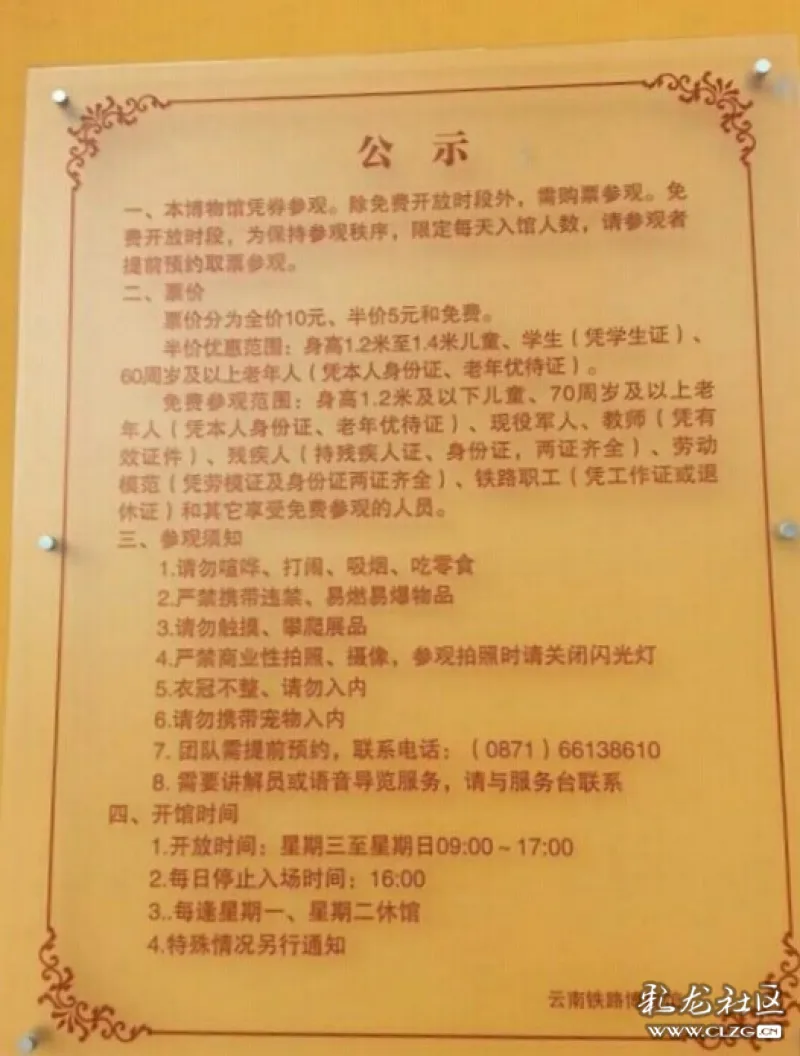 公 示
一、本博物馆凭券参观。除免费开放时段外，需购票参观。免
费开放时段，为保持参观秩序，限定每天入馆人数，请参观者
提前预约取票参观。
二、票价
票价分为全价10元、半价5元和免费。
半价优惠范围：身高1.2米至1.4米儿童、学生（凭学生证）、
60周岁及以上老年人（凭本人身份证、老年优待证）。
免费参观范围：身高1.2米及以下儿童、70周岁及以上老
年人（凭本人身份证、老年优待证）、现役军人、教师（凭有
效证件）、残疾人（持残疾人证、身份证，两证齐全）、劳动
模范（凭劳模证及身份证两证齐全）、铁路职工（凭工作证或退
休证）和其它享受免费参观的人员。
三、参观须知
1.请勿喧哗、打闹、吸烟、吃零食
2.严禁携带违禁、易燃易爆物品
3.请勿触摸、攀爬展品
4.严禁商业性拍照、摄像，参观拍照时请关闭闪光灯
5.衣冠不整、请勿入内
6.请勿携带宠物入内
7. 团队需提前预约，联系电话：（0871）66138610
8. 需要讲解员或语音导览服务，请与服务台联系
四、开馆时间
1.开放时间：星期三至星期日09:00～17:00
2.每日停止入场时间：16:00
3..每逢星期一、星期二休馆
4.特殊情况另行通知
云南铁路博
彩龙社区
www.CLZG.CN